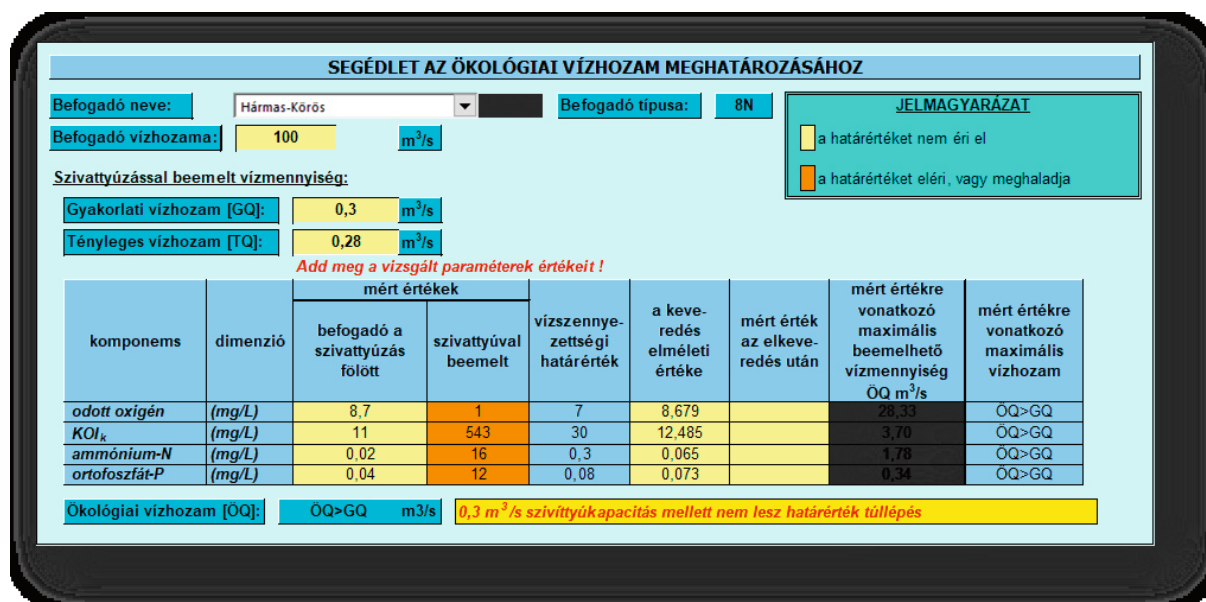 SEGÉDLET AZ ÖKOLÓGIAI VÍZHOZAM MEGHATÁROZÁSÁHOZ
Befogadó neve: Hármas-Körös Befogadó típusa: 8N
Befogadó vízhozama: 100 m³/s
JELMAGYARÁZAT
a határértéket nem éri el
a határértéket eléri, vagy meghaladja
Szivattyúzással beemelt vízmennyiség:
Gyakorlati vízhozam [GQ]: 0,3 m³/s
Tényleges vízhozam [TQ]: 0,28 m³/s
Add meg a vizsgált paraméterek értékeit !
komponems
dimenzió
mért értékek
befogadó a
szivattyúzás
fölött
szivattyúval
beemelt
vízszennye-
zettségi
határérték
a keve-
redés
elméleti
értéke
mért érték
az elkeve-
redés után
mért értékre
vonatkozó
maximális
beemelhető
vízmennyiség
ÖQ m³/s
mért értékre
vonatkozó
maximális
vízhozam
odott oxigén (mg/L) 8,7 1 7 8,679 28,33 ÖQ>GQ
KOIₖ (mg/L) 11 543 30 12,485 3,70 ÖQ>GQ
ammónium-N (mg/L) 0,02 16 0,3 0,065 1,78 ÖQ>GQ
ortofoszfát-P (mg/L) 0,04 12 0,08 0,073 0,34 ÖQ>GQ
Ökológiai vízhozam [ÖQ]: ÖQ>GQ m3/s 0,3 m³/s szivíttyúkapacitás mellett nem lesz határérték túllépés